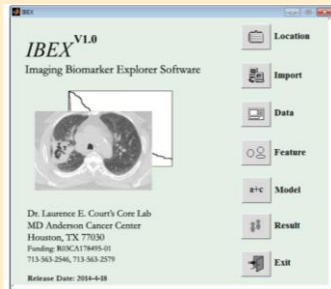 IBEX
IBEX V1.0
Imaging Biomarker Explorer Software
Location
Import
Data
Feature
a+c
Model
Result
Exit
Dr. Laurence E. Court's Core Lab
MD Anderson Cancer Center
Houston, TX 77030
Funding: R03CA178495-01
713-563-2546, 713-563-2579
Release Date: 2014-4-18